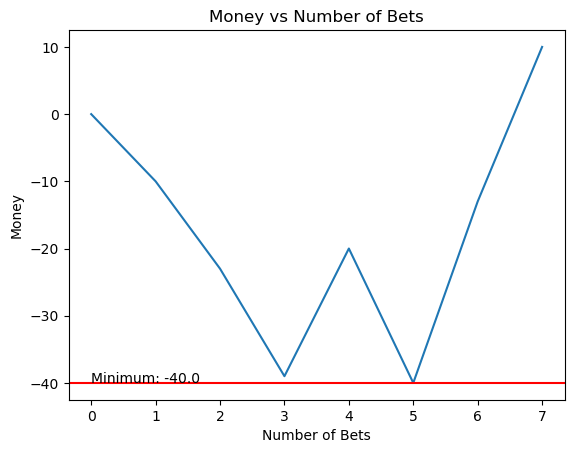 Money vs Number of Bets
10
0
−10
−20
−30
−40
Money
Minimum: -40.0
0 1 2 3 4 5 6 7
Number of Bets